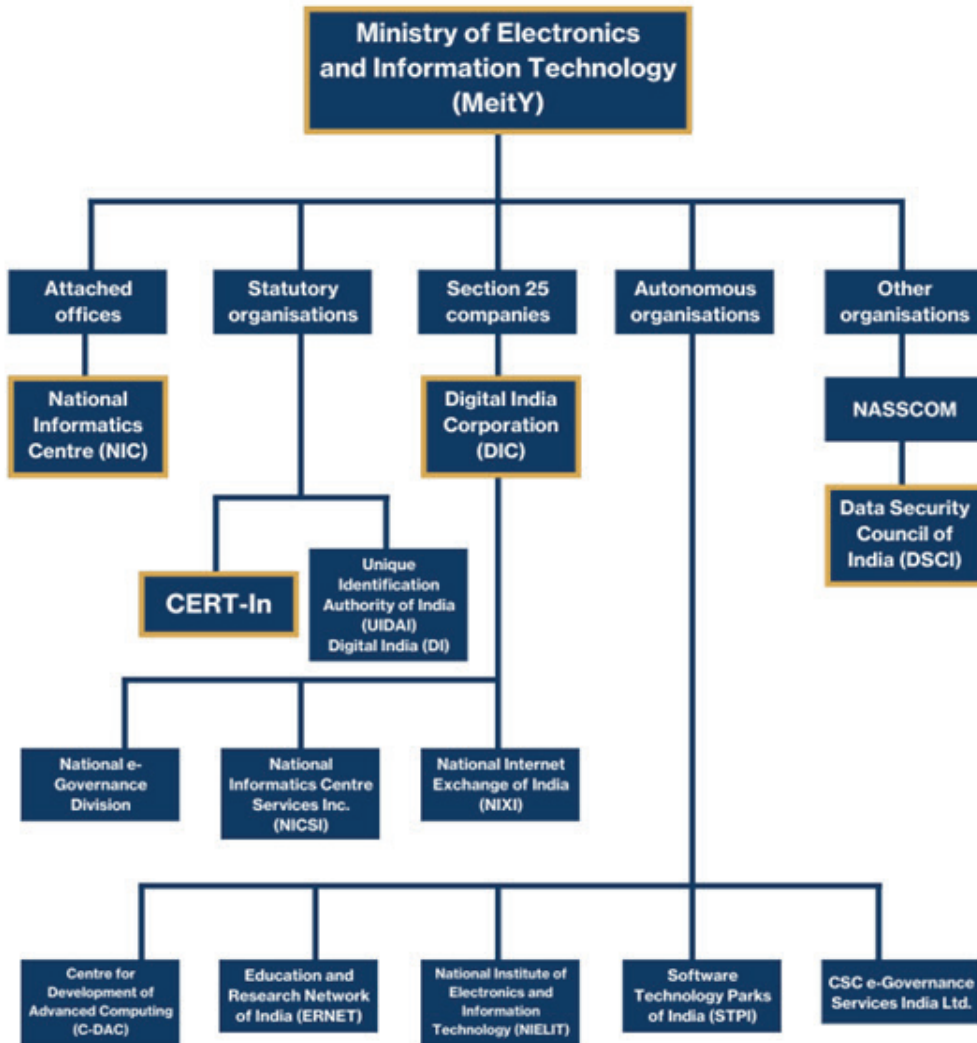 Ministry of Electronics
and Information Technology
(MeitY)
Attached
offices
Statutory
organisations
Section 25
companies
Autonomous
organisations
Other
organisations
National
Informatics
Centre (NIC)
Digital India
Corporation
(DIC)
NASSCOM
Data Security
Council of
India (DSCI)
CERT-In
Unique
Identification
Authority of India
(UIDAI)
Digital India (DI)
National e-
Governance
Division
National
Informatics Centre
Services Inc.
(NICSI)
National Internet
Exchange of India
(NIXI)
Centre for
Development of
Advanced Computing
(C-DAC)
Education and
Research Network
of India (ERNET)
National Institute of
Electronics and
Information
Technology (NIELIT)
Software
Technology Parks
of India (STPI)
CSC e-Governance
Services India Ltd.